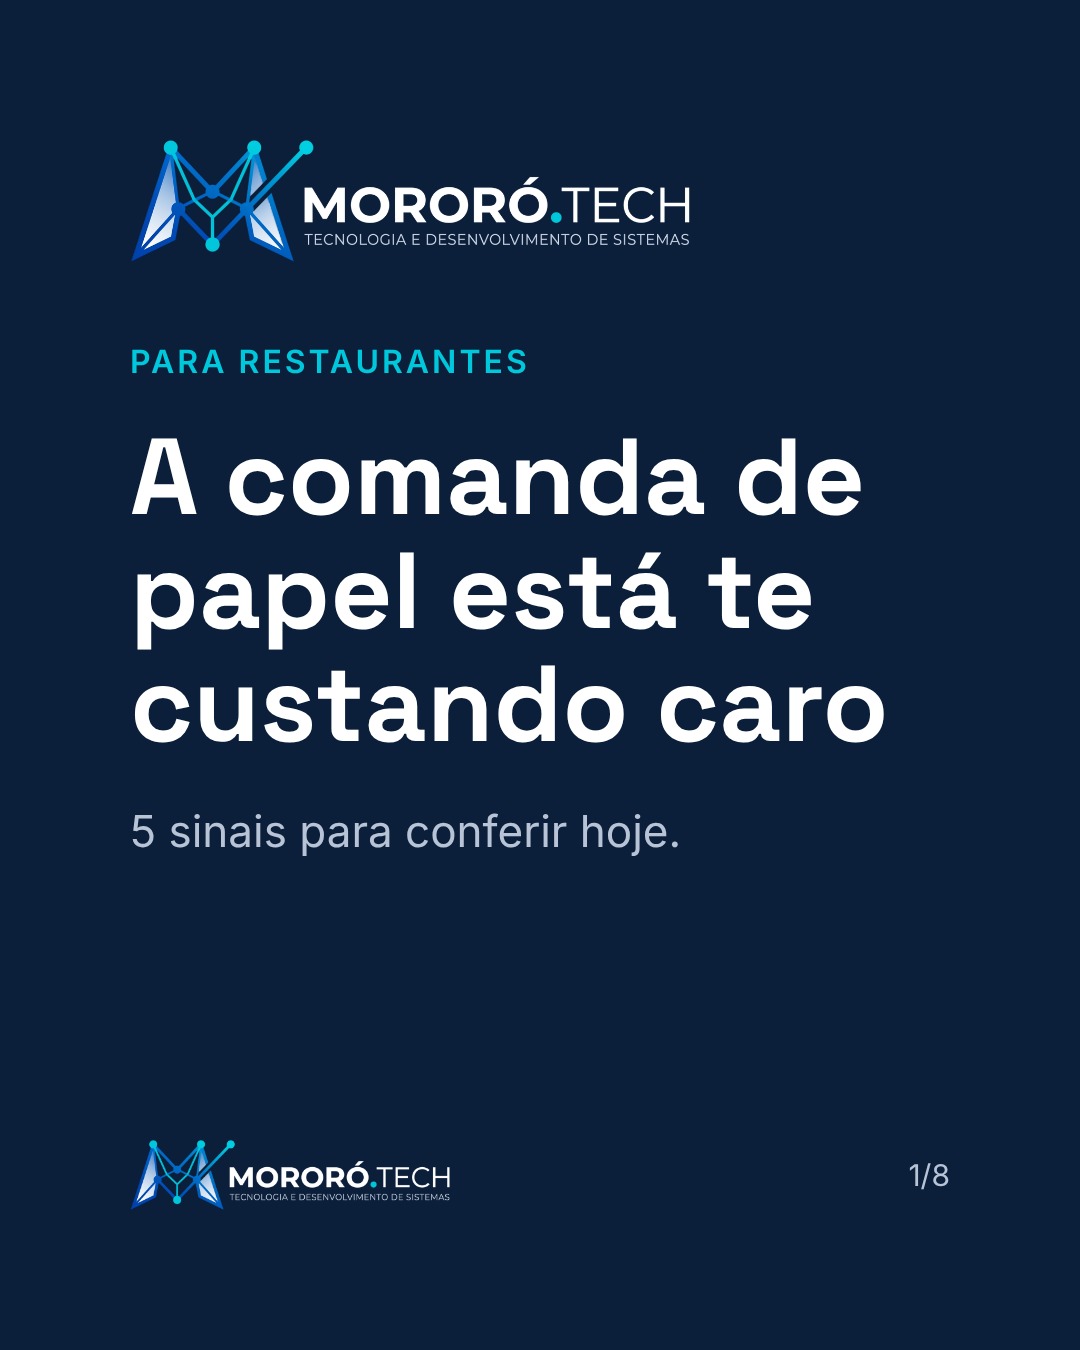 MORORÓ.TECH
TECNOLOGIA E DESENVOLVIMENTO DE SISTEMAS
PARA RESTAURANTES
A comanda de
papel está te
custando caro
5 sinais para conferir hoje.
MORORÓ.TECH
TECNOLOGIA E DESENVOLVIMENTO DE SISTEMAS
1/8